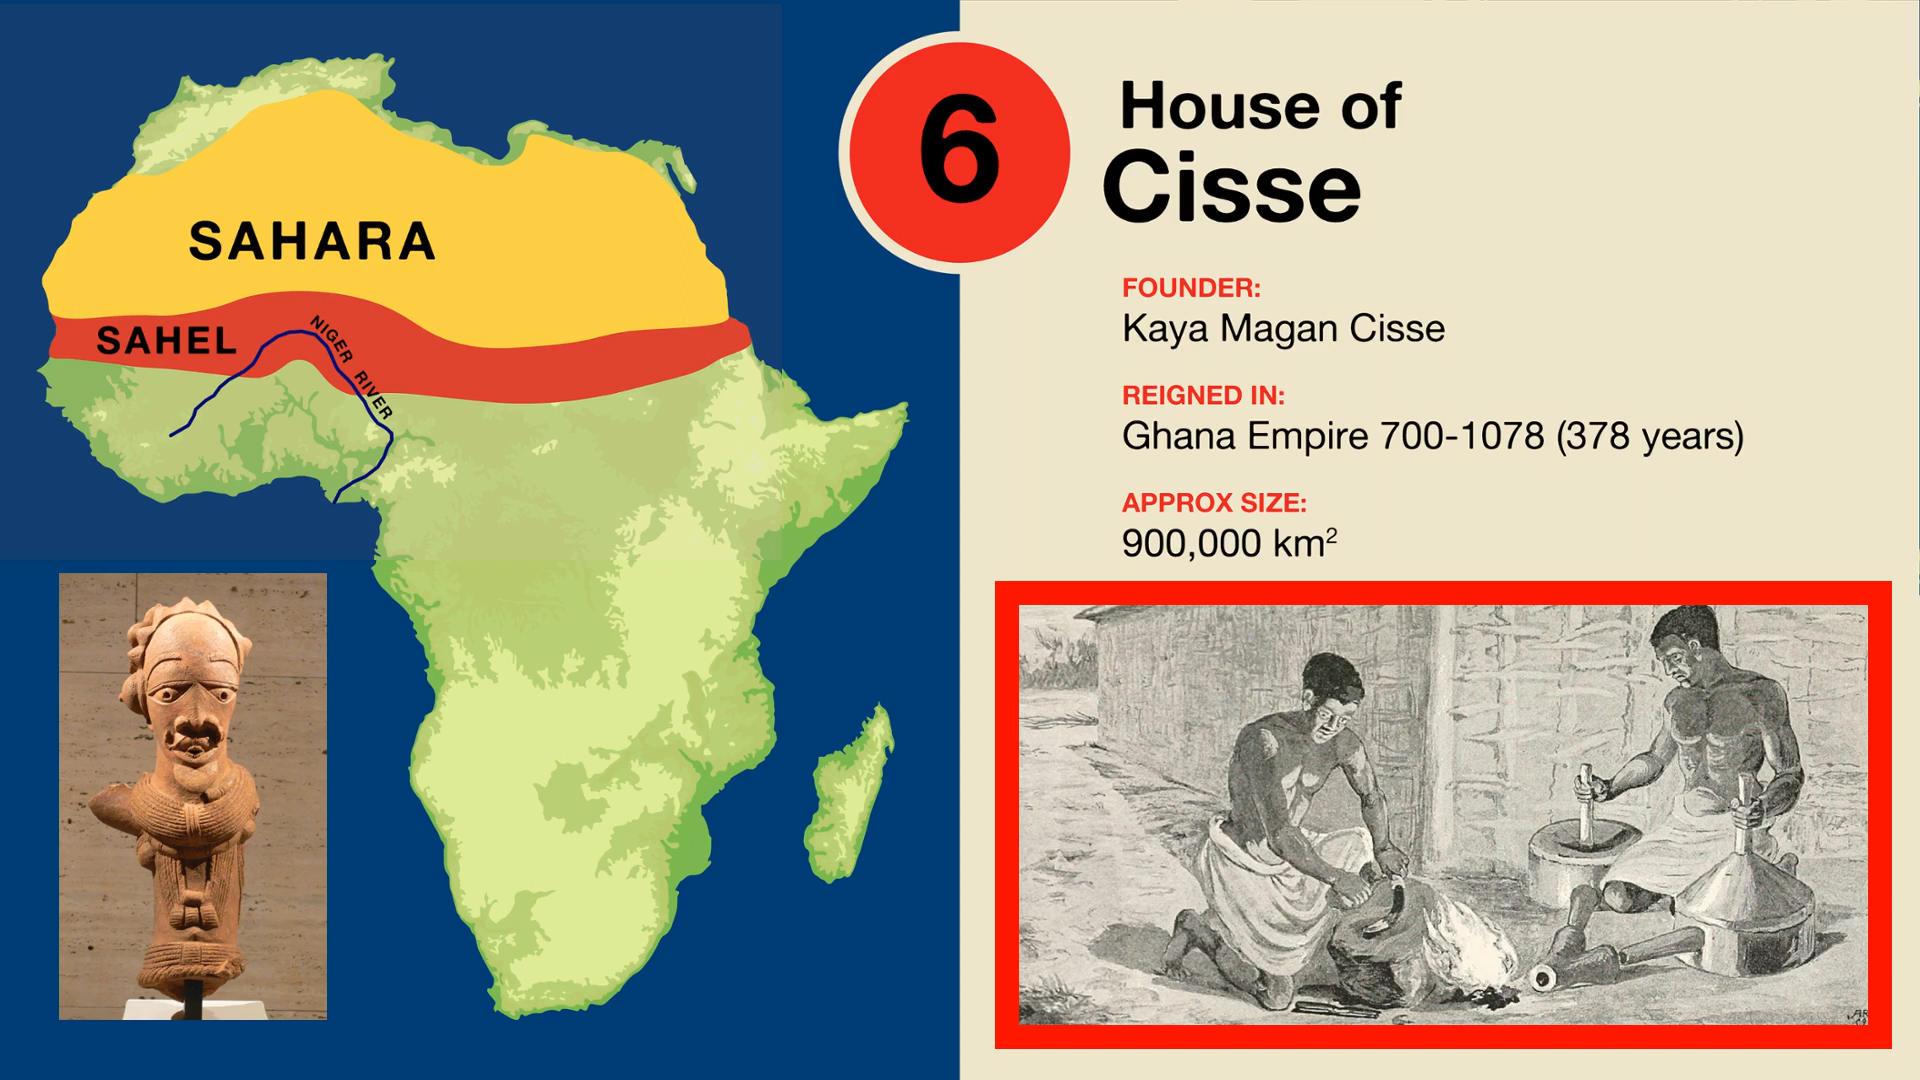 SAHARA
SAHEL
NIGER RIVER
6
House of
Cisse
FOUNDER:
Kaya Magan Cisse
REIGNED IN:
Ghana Empire 700-1078 (378 years)
APPROX SIZE:
900,000 km²